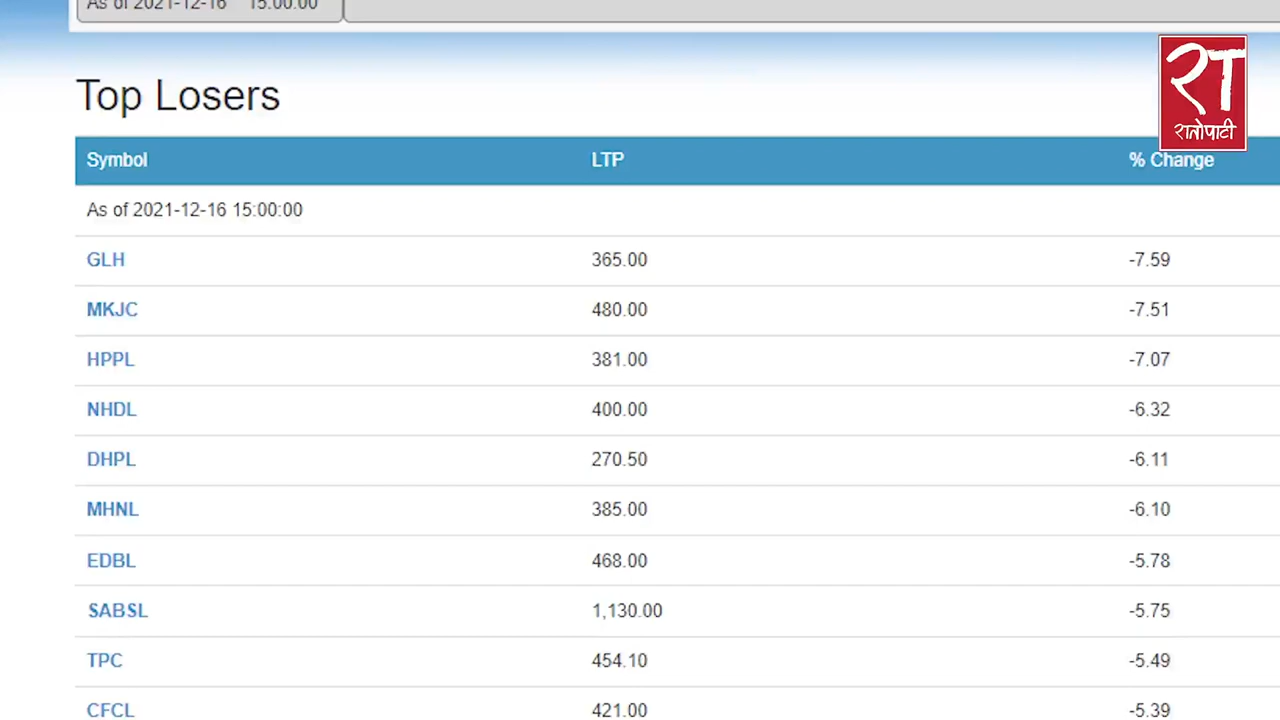 As of 2021-12-16 15:00:00
रा
रातोपाटी
Top Losers
Symbol LTP % Change
As of 2021-12-16 15:00:00
GLH 365.00 -7.59
MKJC 480.00 -7.51
HPPL 381.00 -7.07
NHDL 400.00 -6.32
DHPL 270.50 -6.11
MHNL 385.00 -6.10
EDBL 468.00 -5.78
SABSL 1,130.00 -5.75
TPC 454.10 -5.49
CFCL 421.00 -5.39